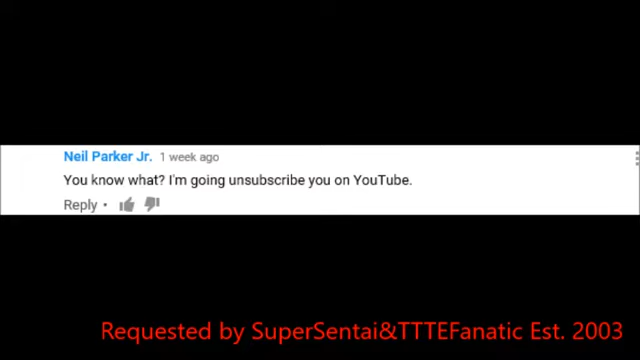 Neil Parker Jr. 1 week ago
You know what? I'm going unsubscribe you on YouTube.
Reply •
Requested by SuperSentai&TTTEFanatic Est. 2003